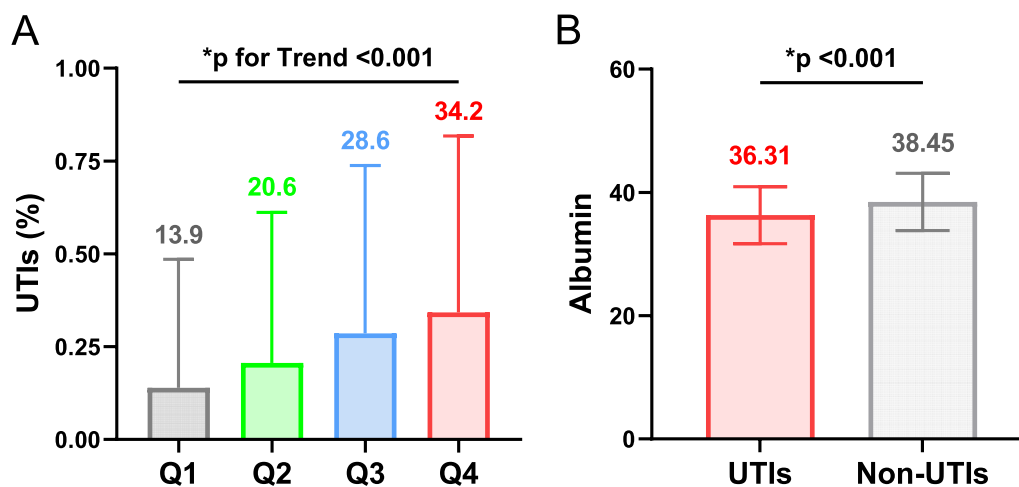 A
*p for Trend <0.001
UTIs (%)
1.00
0.75
0.50
0.25
0.00
13.9
20.6
28.6
34.2
Q1 Q2 Q3 Q4
B
*p <0.001
Albumin
60
40
20
0
36.31
38.45
UTIs Non-UTIs